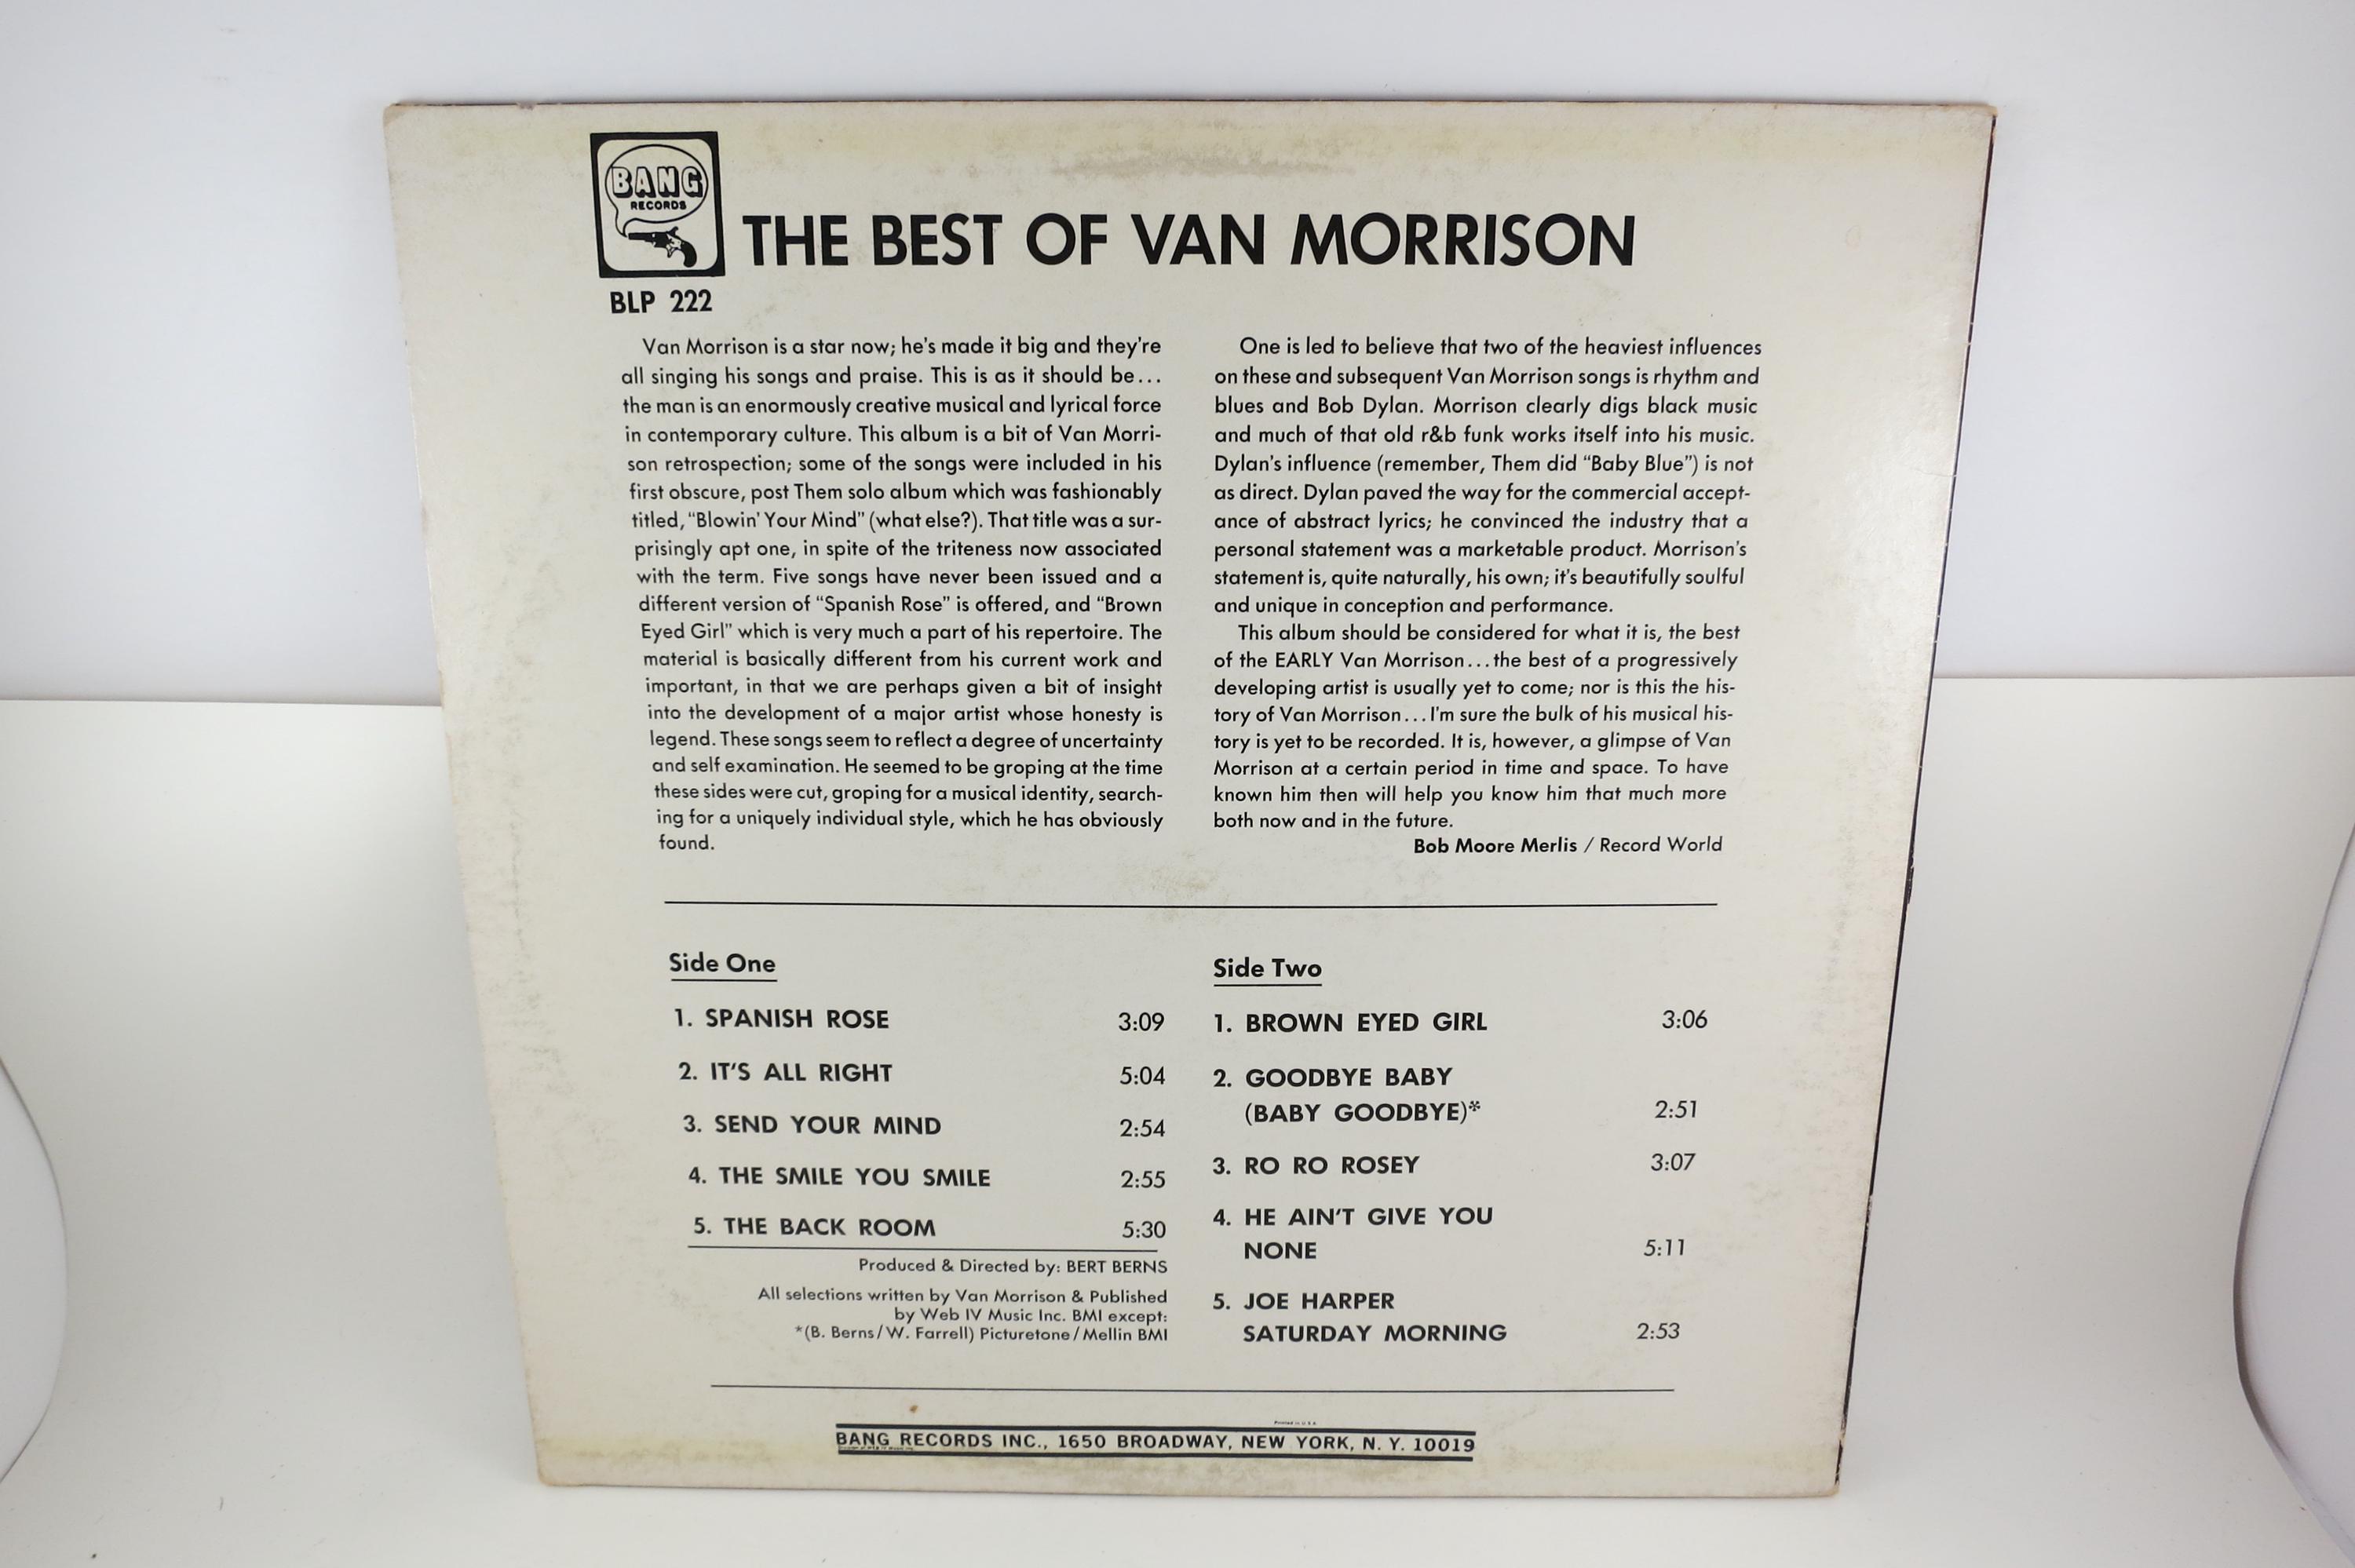 BANG
RECORDS
THE BEST OF VAN MORRISON
BLP 222
Van Morrison is a star now; he's made it big and they're
all singing his songs and praise. This is as it should be...
the man is an enormously creative musical and lyrical force
in contemporary culture. This album is a bit of Van Morri-
son retrospection; some of the songs were included in his
first obscure, post Them solo album which was fashionably
titled, “Blowin' Your Mind” (what else?). That title was a sur-
prisingly apt one, in spite of the triteness now associated
with the term. Five songs have never been issued and a
different version of “Spanish Rose” is offered, and “Brown
Eyed Girl” which is very much a part of his repertoire. The
material is basically different from his current work and
important, in that we are perhaps given a bit of insight
into the development of a major artist whose honesty is
legend. These songs seem to reflect a degree of uncertainty
and self examination. He seemed to be groping at the time
these sides were cut, groping for a musical identity, search-
ing for a uniquely individual style, which he has obviously
found.
One is led to believe that two of the heaviest influences
on these and subsequent Van Morrison songs is rhythm and
blues and Bob Dylan. Morrison clearly digs black music
and much of that old r&b funk works itself into his music.
Dylan's influence (remember, Them did “Baby Blue”) is not
as direct. Dylan paved the way for the commercial accept-
ance of abstract lyrics; he convinced the industry that a
personal statement was a marketable product. Morrison's
statement is, quite naturally, his own; it's beautifully soulful
and unique in conception and performance.
This album should be considered for what it is, the best
of the EARLY Van Morrison...the best of a progressively
developing artist is usually yet to come; nor is this the his-
tory of Van Morrison...I'm sure the bulk of his musical his-
tory is yet to be recorded. It is, however, a glimpse of Van
Morrison at a certain period in time and space. To have
known him then will help you know him that much more
both now and in the future.
Bob Moore Merlis / Record World
Side One
1. SPANISH ROSE 3:09
2. IT'S ALL RIGHT 5:04
3. SEND YOUR MIND 2:54
4. THE SMILE YOU SMILE 2:55
5. THE BACK ROOM 5:30
Produced & Directed by: BERT BERNS
All selections written by Van Morrison & Published
by Web IV Music Inc. BMI except:
*(B. Berns/W. Farrell) Picturetone/Mellin BMI
Side Two
1. BROWN EYED GIRL 3:06
2. GOODBYE BABY
(BABY GOODBYE)* 2:51
3. RO RO ROSEY 3:07
4. HE AIN'T GIVE YOU
NONE 5:11
5. JOE HARPER
SATURDAY MORNING 2:53
Printed in U.S.A.
BANG RECORDS INC., 1650 BROADWAY, NEW YORK, N. Y. 10019